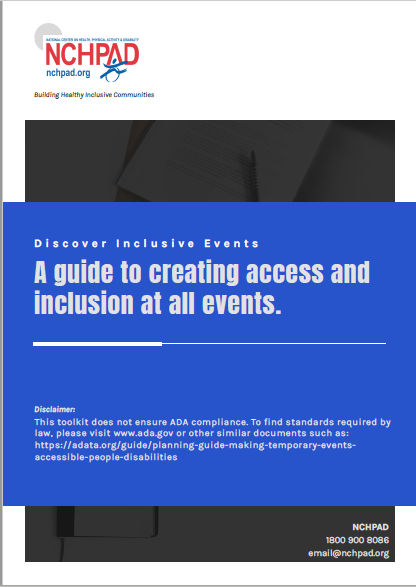 NATIONAL CENTER ON HEALTH, PHYSICAL ACTIVITY & DISABILITY
NCHPAD
nchpad.org
Building Healthy Inclusive Communities
Discover Inclusive Events
A guide to creating access and
inclusion at all events.
Disclaimer:
This toolkit does not ensure ADA compliance. To find standards required by
law, please visit www.ada.gov or other similar documents such as:
https://adata.org/guide/planning-guide-making-temporary-events-
accessible-people-disabilities
NCHPAD
1800 900 8086
email@nchpad.org